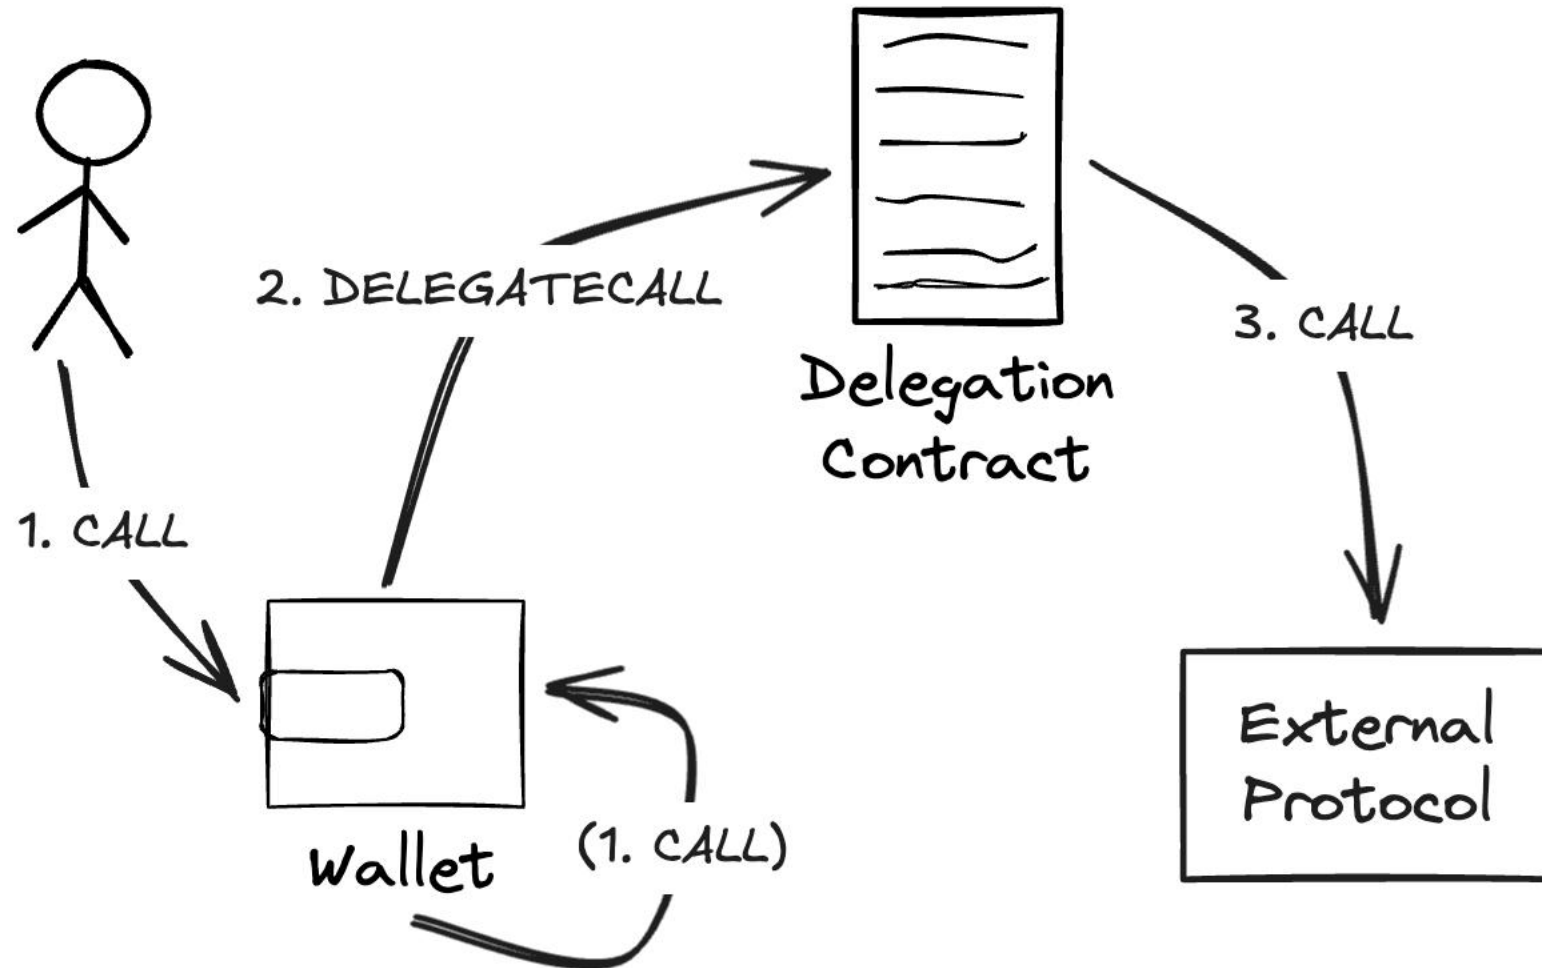 2. DELEGATECALL
Delegation
Contract
3. CALL
1. CALL
External
Protocol
Wallet
(1. CALL)